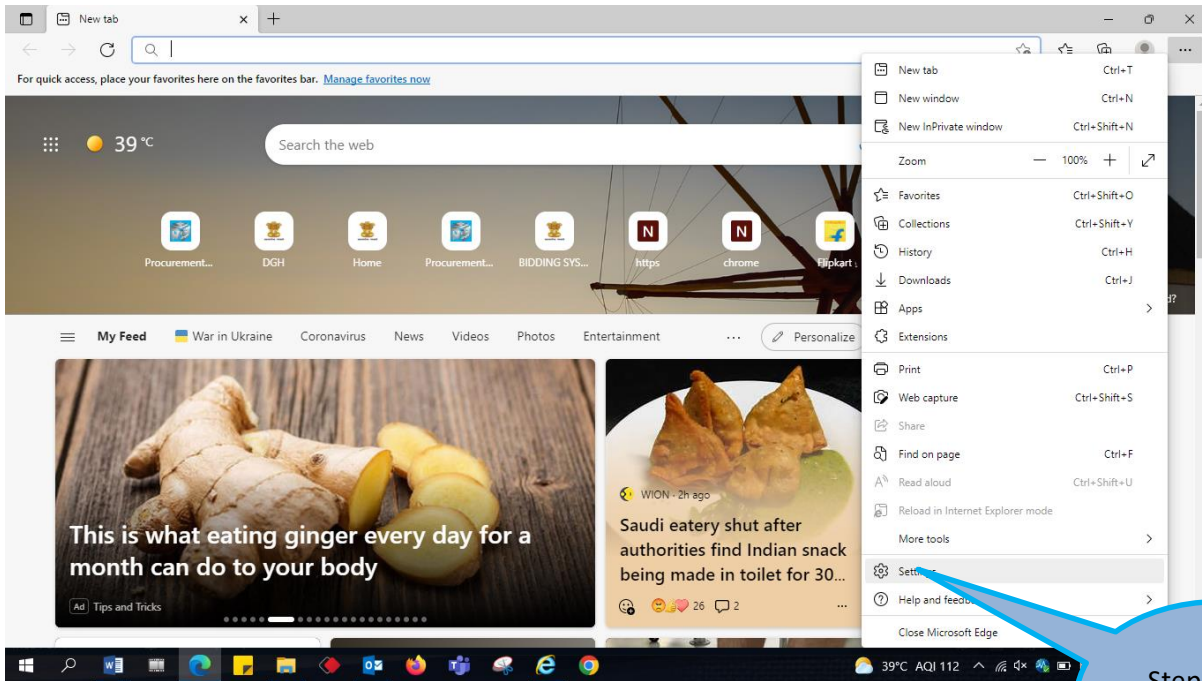 New tab
For quick access, place your favorites here on the favorites bar. Manage favorites now
39 °C
Search the web
Procurement... DGH Home Procurement... BIDDING SYS... https chrome Flipkart
My Feed War in Ukraine Coronavirus News Videos Photos Entertainment ... Personalize
This is what eating ginger every day for a
month can do to your body
Ad Tips and Tricks
WION · 2h ago
Saudi eatery shut after
authorities find Indian snack
being made in toilet for 30...
26 2 ...
New tab Ctrl+T
New window Ctrl+N
New InPrivate window Ctrl+Shift+N
Zoom — 100% +
Favorites Ctrl+Shift+O
Collections Ctrl+Shift+Y
History Ctrl+H
Downloads Ctrl+J
Apps
Extensions
Print Ctrl+P
Web capture Ctrl+Shift+S
Share
Find on page Ctrl+F
Read aloud Ctrl+Shift+U
Reload in Internet Explorer mode
More tools
Settings
Help and
Close Microsoft Edge
39°C AQI 112